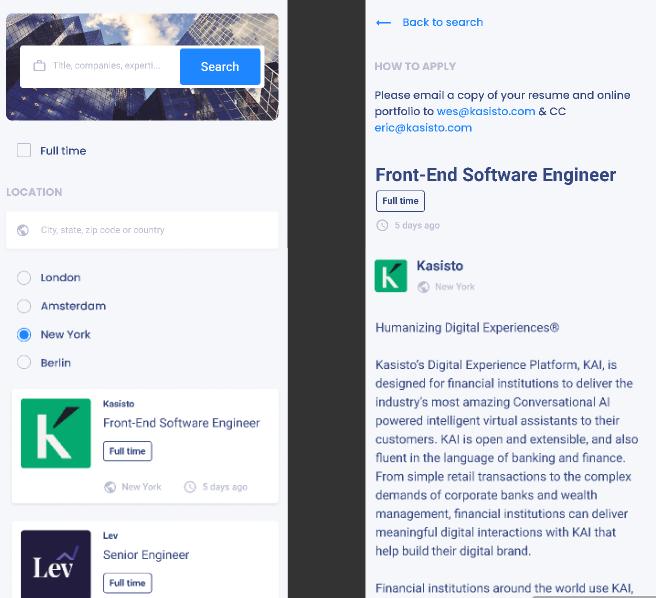 Title, companies, experti...
Search
Full time
LOCATION
City, state, zip code or country
London
Amsterdam
New York
Berlin
K
Kasisto
Front-End Software Engineer
Full time
New York
5 days ago
Lev
Lev
Senior Engineer
Full time
Back to search
HOW TO APPLY
Please email a copy of your resume and online
portfolio to wes@kasisto.com & CC
eric@kasisto.com
Front-End Software Engineer
Full time
5 days ago
K
Kasisto
New York
Humanizing Digital Experiences®
Kasisto's Digital Experience Platform, KAI, is
designed for financial institutions to deliver the
industry's most amazing Conversational AI
powered intelligent virtual assistants to their
customers. KAI is open and extensible, and also
fluent in the language of banking and finance.
From simple retail transactions to the complex
demands of corporate banks and wealth
management, financial institutions can deliver
meaningful digital interactions with KAI that
help build their digital brand.
Financial institutions around the world use KAI,